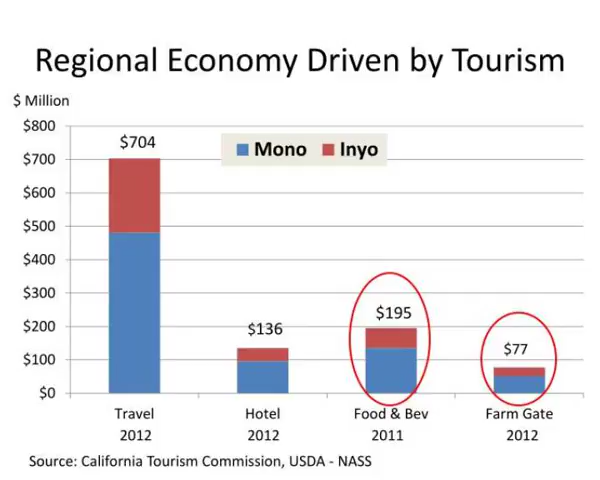 Regional Economy Driven by Tourism
$ Million
$800
$700
$600
$500
$400
$300
$200
$100
$0
$704
Mono Inyo
$136
$195
$77
Travel Hotel Food & Bev Farm Gate
2012 2012 2011 2012
Source: California Tourism Commission, USDA - NASS